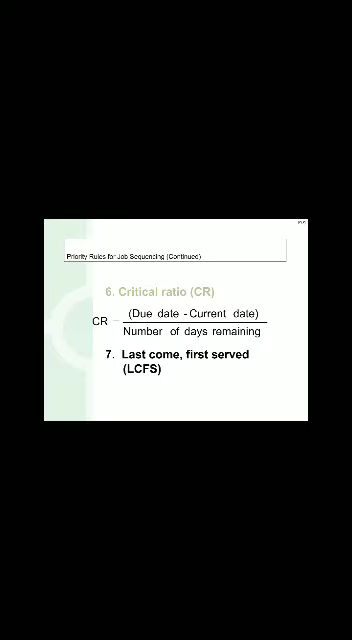 Priority Rules for Job Sequencing (Continued)
6. Critical ratio (CR)
CR = (Due date - Current date)
Number of days remaining
7. Last come, first served
(LCFS)